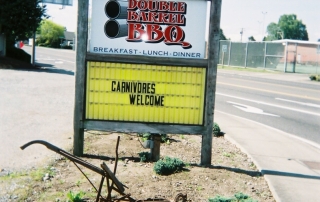 DOUBLE
BARREL
BBQ
BREAKFAST - LUNCH - DINNER
CARNIVORES
WELCOME